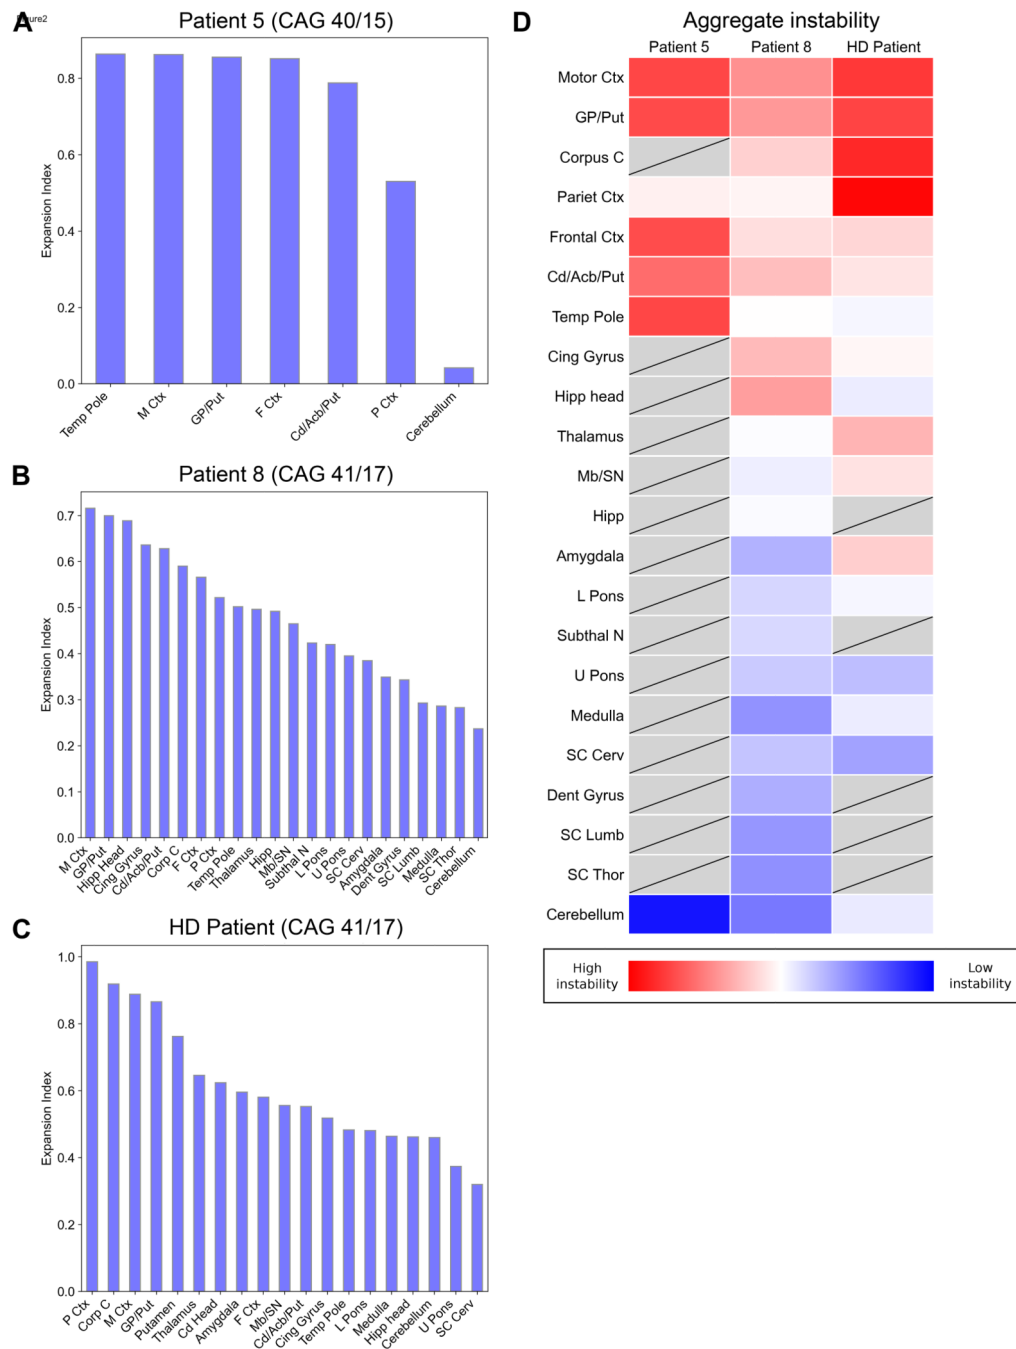 A
Figure2
Patient 5 (CAG 40/15)
Expansion Index
0.8
0.6
0.4
0.2
0.0
Temp Pole
M Ctx
GP/Put
F Ctx
Cd/Acb/Put
P Ctx
Cerebellum
B
Patient 8 (CAG 41/17)
Expansion Index
0.7
0.6
0.5
0.4
0.3
0.2
0.1
0.0
M Ctx
GP/Put
Hipp Head
Cing Gyrus
Cd/Acb/Put
Corp C
F Ctx
P Ctx
Temp Pole
Thalamus
Hipp
Mb/SN
Subthal N
L Pons
U Pons
SC Cerv
Amygdala
Dent Gyrus
SC Lumb
Medulla
SC Thor
Cerebellum
C
HD Patient (CAG 41/17)
Expansion Index
1.0
0.8
0.6
0.4
0.2
0.0
P Ctx
Corp C
M Ctx
GP/Put
Putamen
Thalamus
Cd Head
Amygdala
F Ctx
Mb/SN
Cd/Acb/Put
Cing Gyrus
Temp Pole
L Pons
Medulla
Hipp head
Cerebellum
U Pons
SC Cerv
D
Aggregate instability
Patient 5 Patient 8 HD Patient
Motor Ctx
GP/Put
Corpus C
Pariet Ctx
Frontal Ctx
Cd/Acb/Put
Temp Pole
Cing Gyrus
Hipp head
Thalamus
Mb/SN
Hipp
Amygdala
L Pons
Subthal N
U Pons
Medulla
SC Cerv
Dent Gyrus
SC Lumb
SC Thor
Cerebellum
High
instability
Low
instability